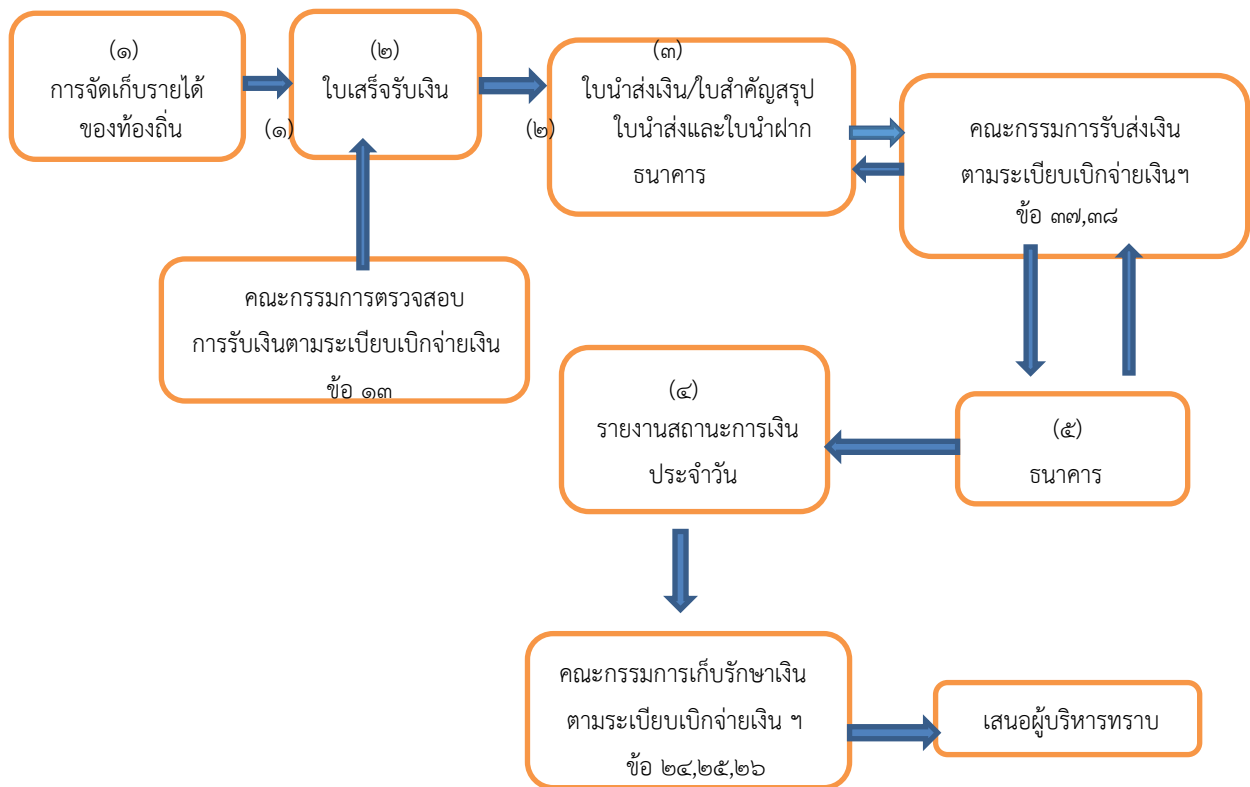 (๑)
การจัดเก็บรายได้
ของท้องถิ่น
(๑)
(๒)
ใบเสร็จรับเงิน
(๒)
(๓)
ใบนำส่งเงิน/ใบสำคัญสรุป
ใบนำส่งและใบนำฝาก
ธนาคาร
คณะกรรมการรับส่งเงิน
ตามระเบียบเบิกจ่ายเงินฯ
ข้อ ๓๗,๓๘
คณะกรรมการตรวจสอบ
การรับเงินตามระเบียบเบิกจ่ายเงิน
ข้อ ๑๓
(๔)
รายงานสถานะการเงิน
ประจำวัน
(๕)
ธนาคาร
คณะกรรมการเก็บรักษาเงิน
ตามระเบียบเบิกจ่ายเงิน ฯ
ข้อ ๒๔,๒๕,๒๖
เสนอผู้บริหารทราบ